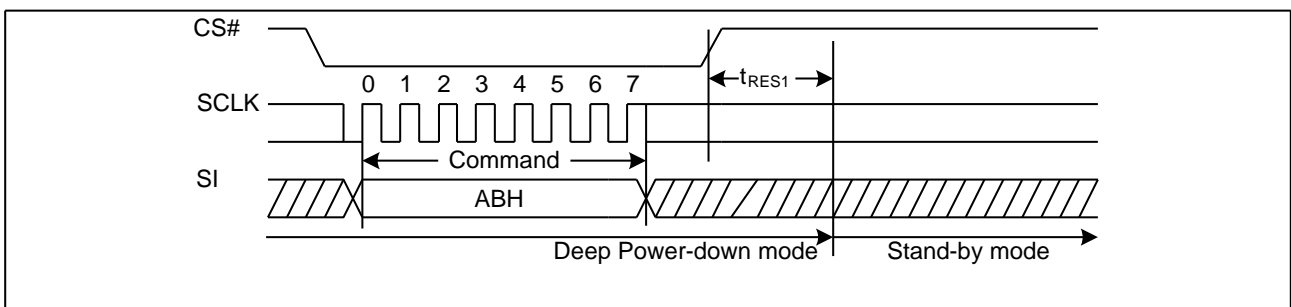 CS#
0 1 2 3 4 5 6 7
tRES1
SCLK
Command
SI
ABH
Deep Power-down mode
Stand-by mode